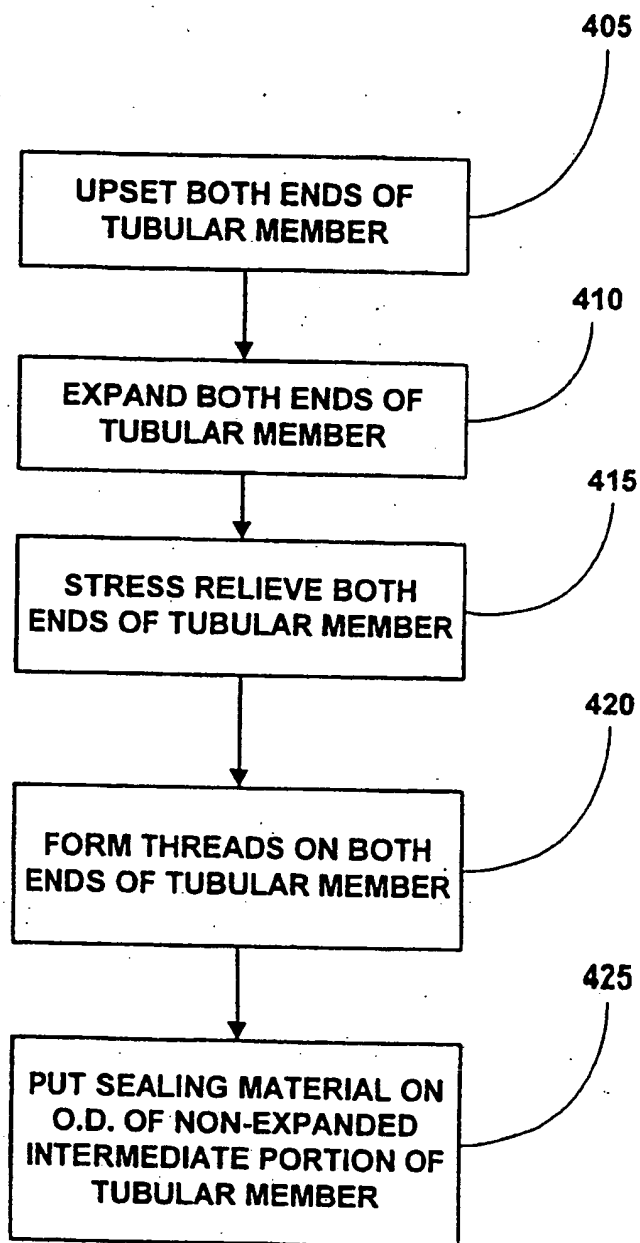 405
UPSET BOTH ENDS OF
TUBULAR MEMBER
410
EXPAND BOTH ENDS OF
TUBULAR MEMBER
415
STRESS RELIEVE BOTH
ENDS OF TUBULAR MEMBER
420
FORM THREADS ON BOTH
ENDS OF TUBULAR MEMBER
425
PUT SEALING MATERIAL ON
O.D. OF NON-EXPANDED
INTERMEDIATE PORTION OF
TUBULAR MEMBER